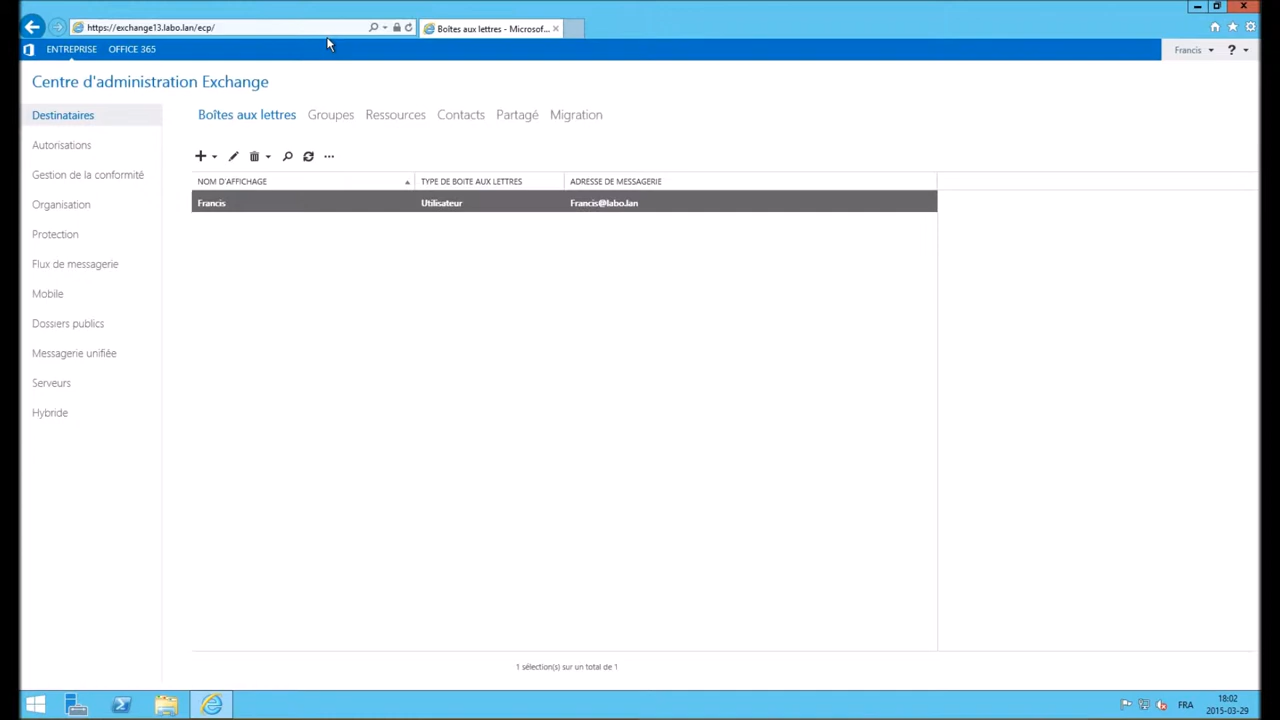 https://exchange13.labo.lan/ecp/
Boîtes aux lettres - Microsof...
ENTREPRISE OFFICE 365
Francis ?
Centre d'administration Exchange
Destinataires
Autorisations
Gestion de la conformité
Organisation
Protection
Flux de messagerie
Mobile
Dossiers publics
Messagerie unifiée
Serveurs
Hybride
Boîtes aux lettres Groupes Ressources Contacts Partagé Migration
NOM D'AFFICHAGE TYPE DE BOITE AUX LETTRES ADRESSE DE MESSAGERIE
Francis Utilisateur Francis@labo.lan
1 sélection(s) sur un total de 1
FRA
18:02
2015-03-29